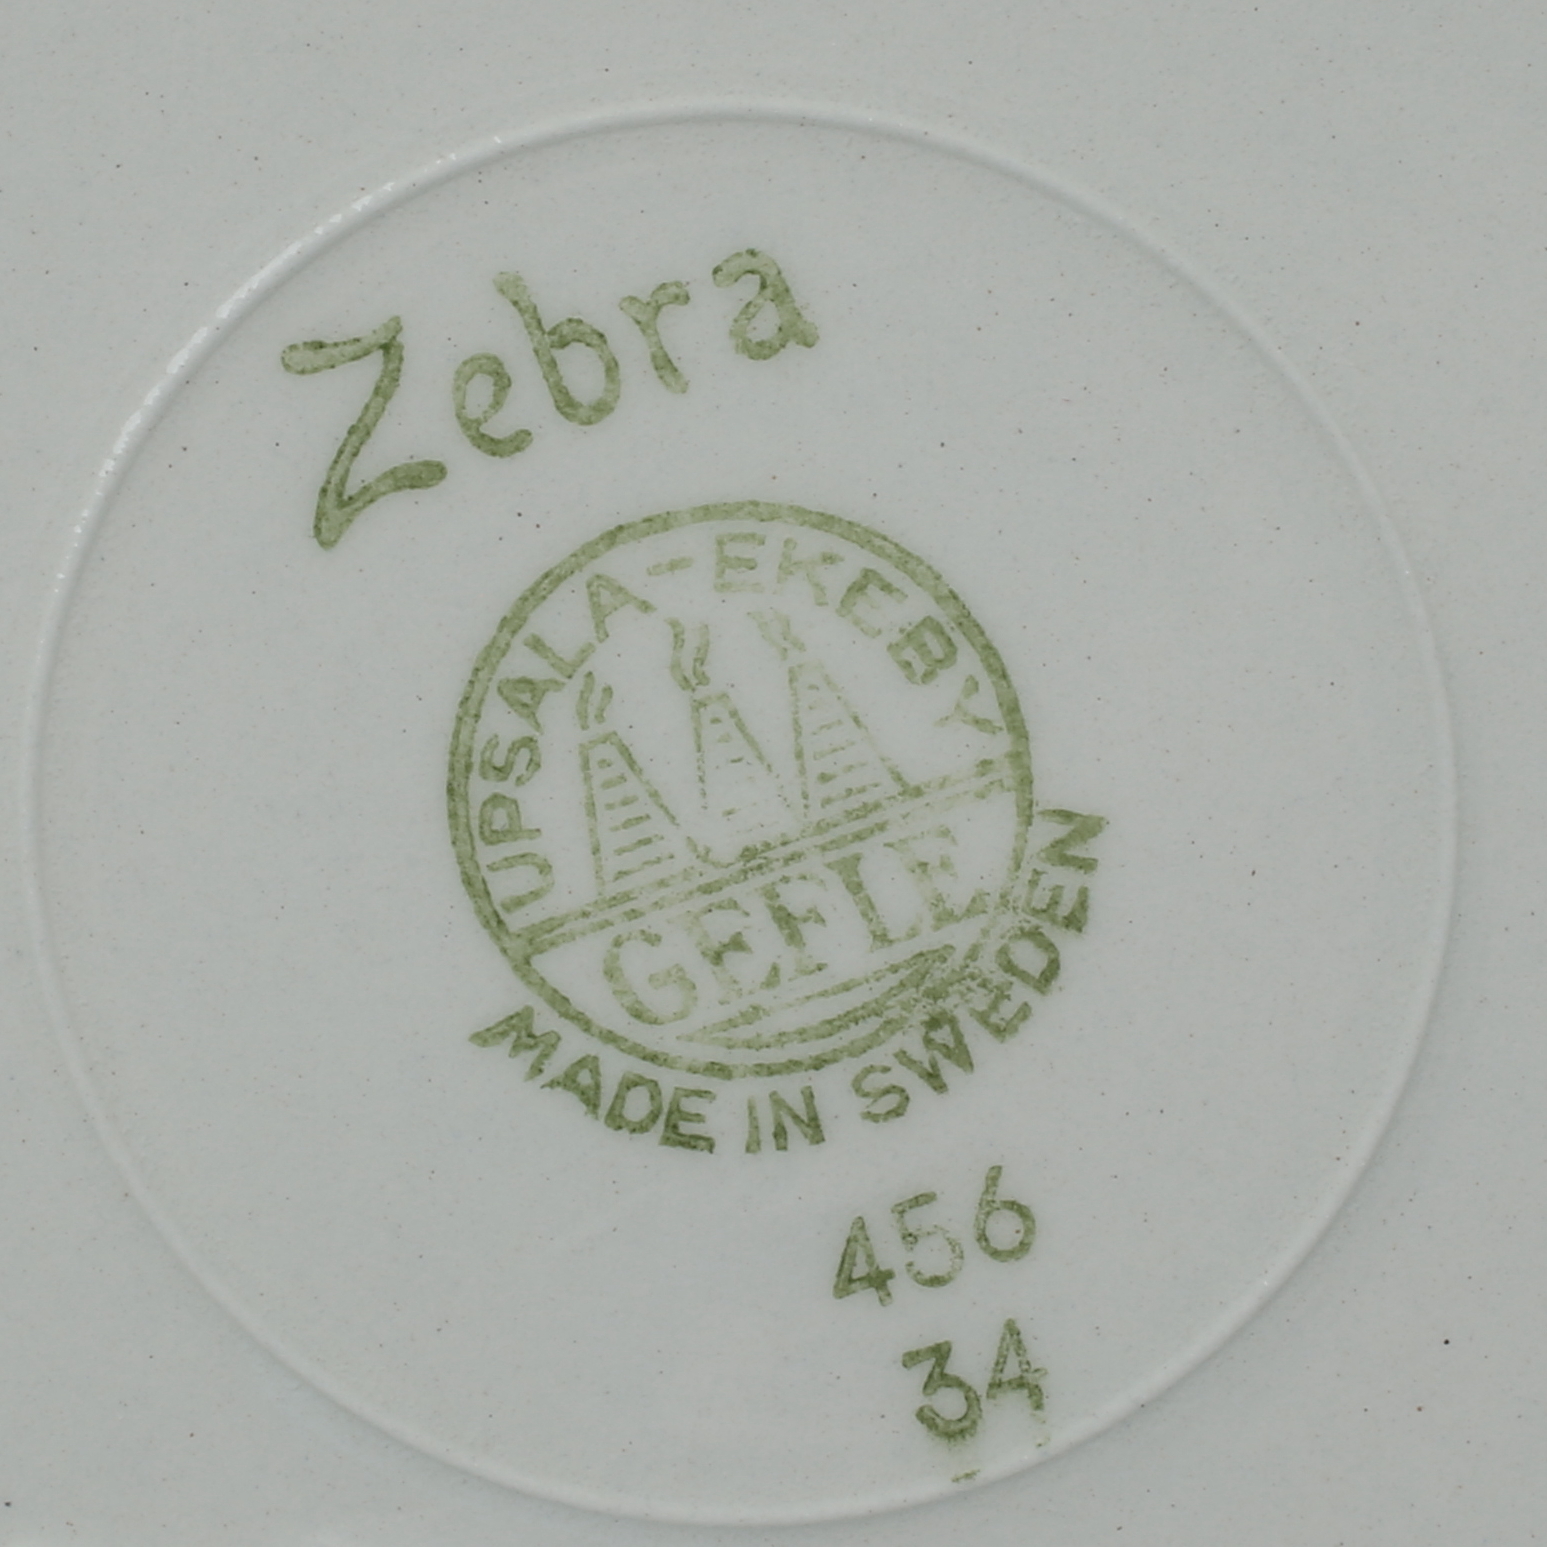 Zebra
UPSALA-EKEBY
GEFLE
MADE IN SWEDEN
456
34